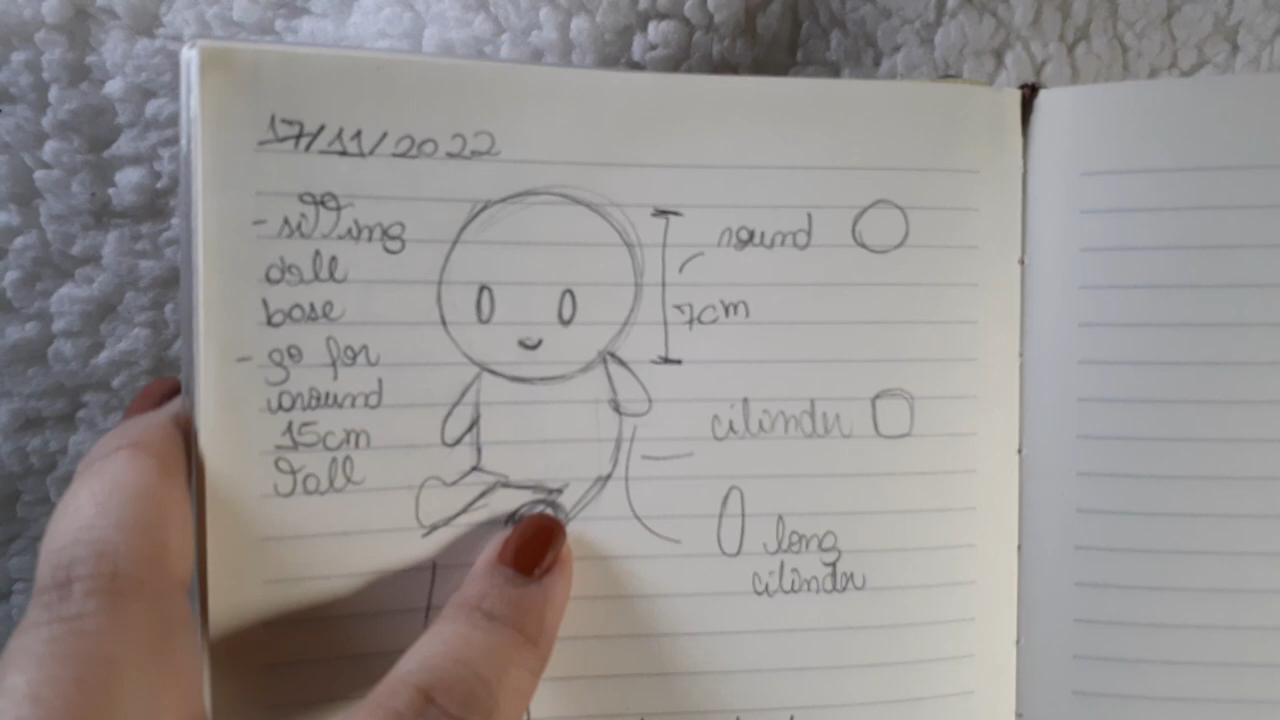 17/11/2022
- sitting
doll
base
- go for
around
15cm
tall
round
7cm
cilinder
long
cilinder